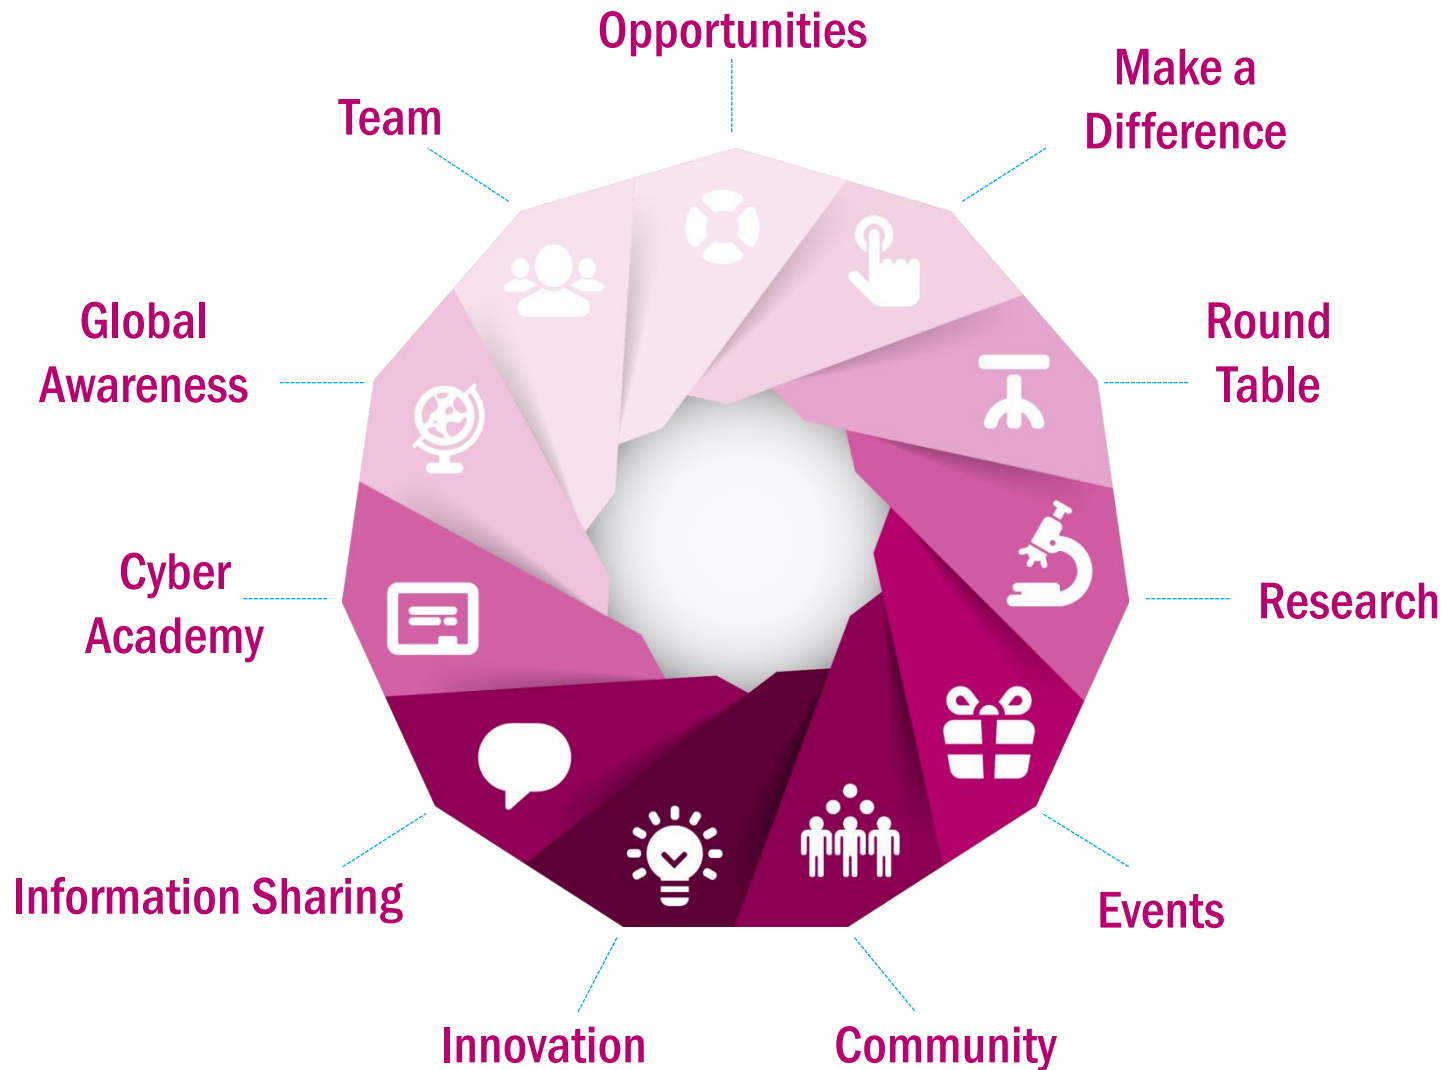 Opportunities
Make a
Difference
Team
Round
Table
Global
Awareness
Research
Cyber
Academy
Events
Information Sharing
Community
Innovation